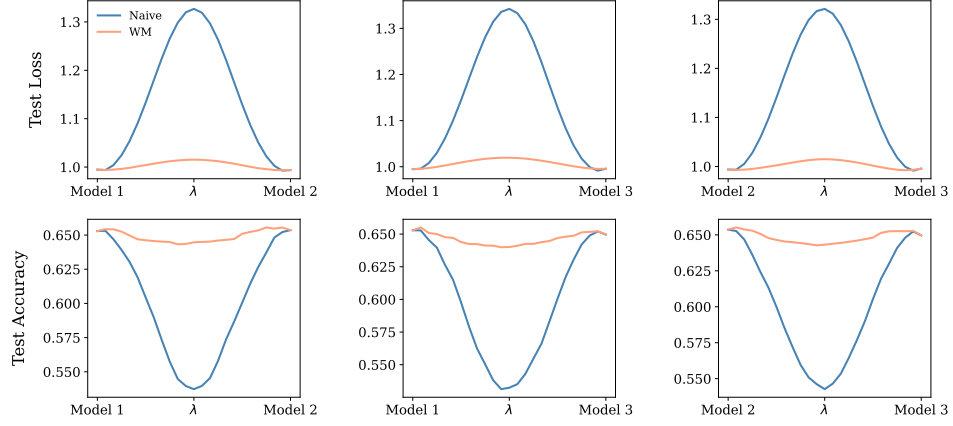 Test Loss
1.3
1.2
1.1
1.0
Naive
WM
Model 1 λ Model 2
1.3
1.2
1.1
1.0
Model 1 λ Model 3
1.3
1.2
1.1
1.0
Model 2 λ Model 3
Test Accuracy
0.650
0.625
0.600
0.575
0.550
Model 1 λ Model 2
0.650
0.625
0.600
0.575
0.550
Model 1 λ Model 3
0.650
0.625
0.600
0.575
0.550
Model 2 λ Model 3